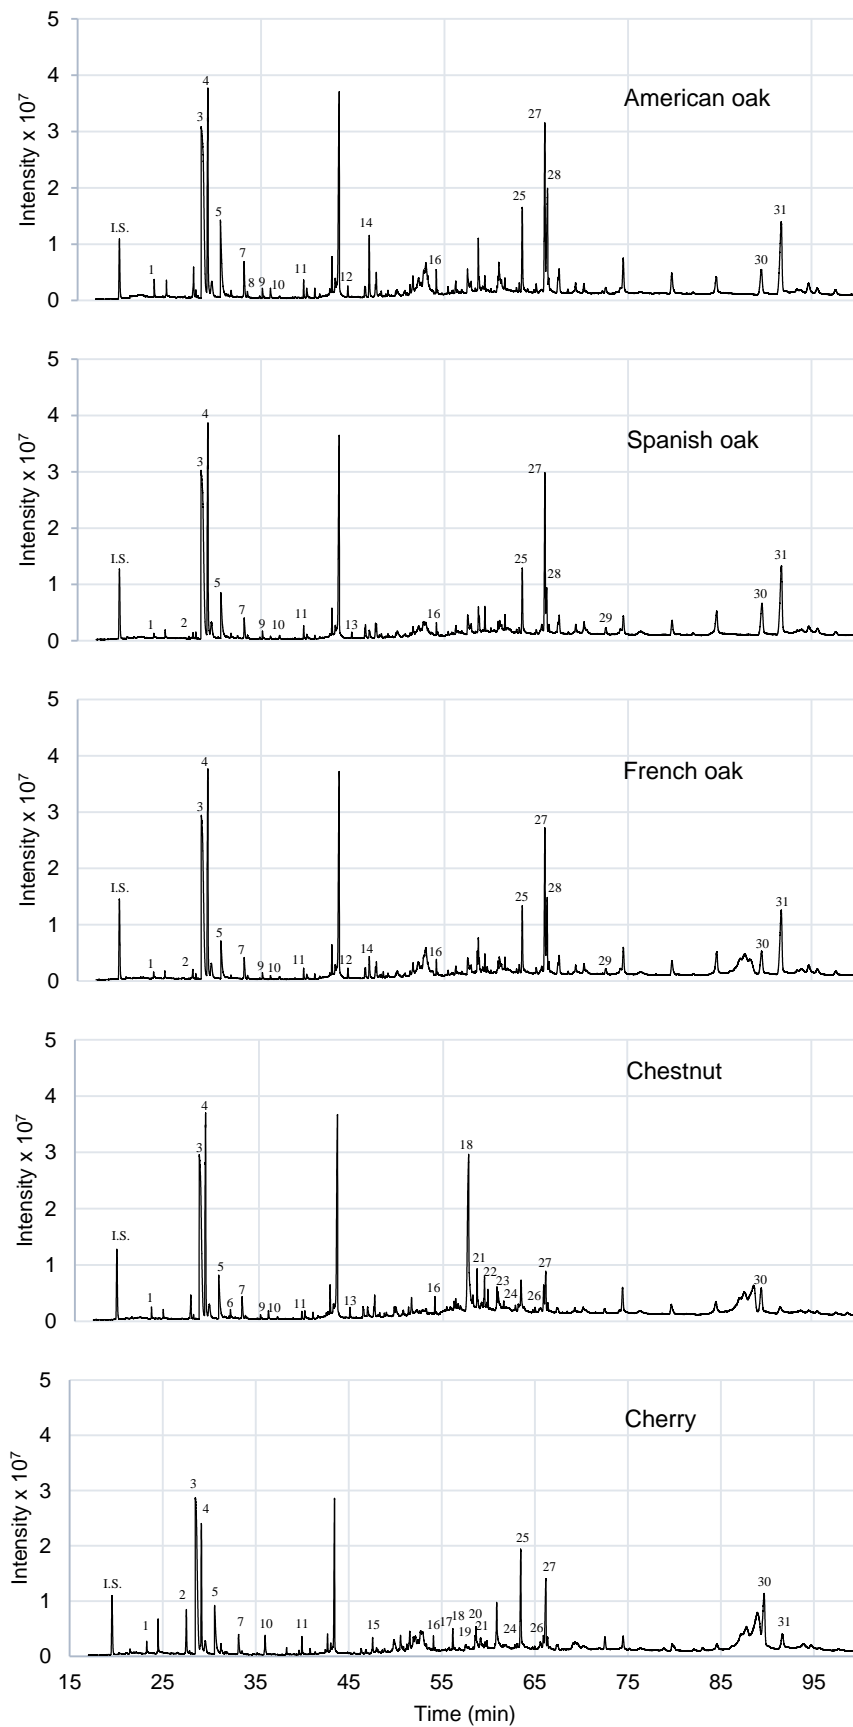 American oak
Intensity x 10⁷
5
4
3
2
1
0
I.S. 1 3 4 5 7 8 9 10 11 12 14 16 25 27 28 30 31
Spanish oak
Intensity x 10⁷
5
4
3
2
1
0
I.S. 1 2 3 4 5 7 9 10 11 13 16 25 27 28 29 30 31
French oak
Intensity x 10⁷
5
4
3
2
1
0
I.S. 1 2 3 4 5 7 9 10 11 12 14 16 25 27 28 29 30 31
Chestnut
Intensity x 10⁷
5
4
3
2
1
0
I.S. 1 3 4 5 6 7 9 10 11 13 16 18 21 22 23 24 26 27 30
Cherry
Intensity x 10⁷
5
4
3
2
1
0
I.S. 1 2 3 4 5 7 10 11 15 16 17 18 19 20 21 24 25 26 27 30 31
15 25 35 45 55 65 75 85 95
Time (min)